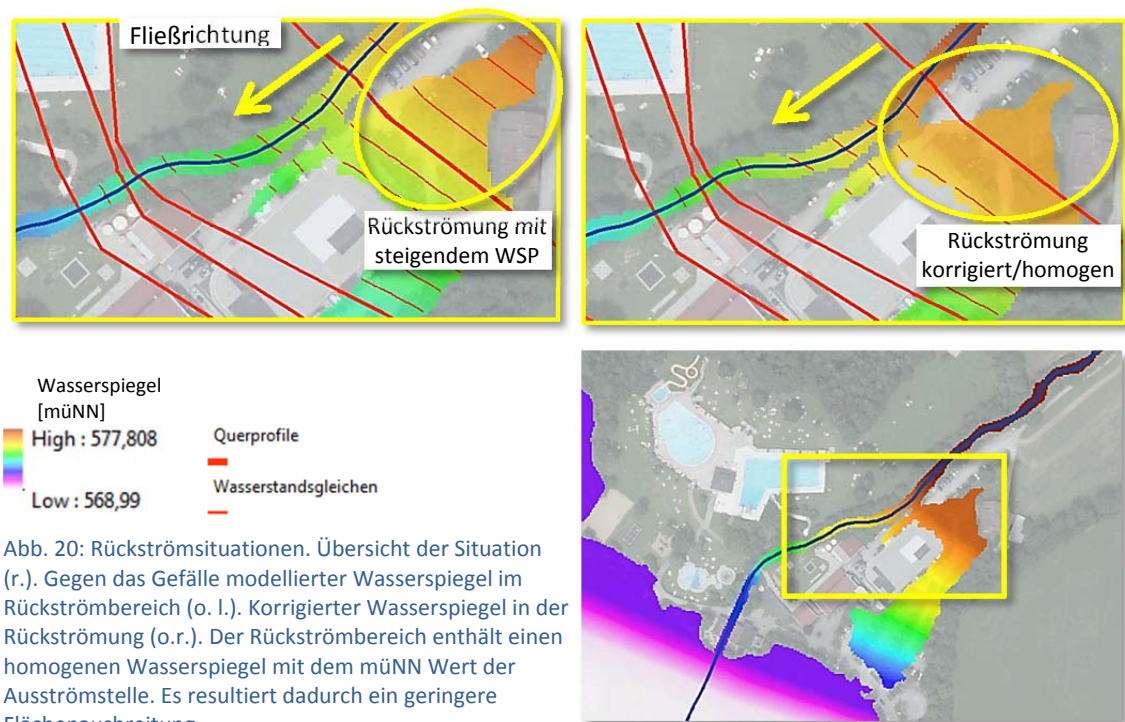 Fließrichtung
Rückströmung mit
steigendem WSP
Rückströmung
korrigiert/homogen
Wasserspiegel
[müNN]
High : 577,808
Low : 568,99
Querprofile
Wasserstandsgleichen
Abb. 20: Rückströmsituationen. Übersicht der Situation
(r.). Gegen das Gefälle modellierter Wasserspiegel im
Rückströmbereich (o. l.). Korrigierter Wasserspiegel in der
Rückströmung (o.r.). Der Rückströmbereich enthält einen
homogenen Wasserspiegel mit dem müNN Wert der
Ausströmstelle. Es resultiert dadurch ein geringere